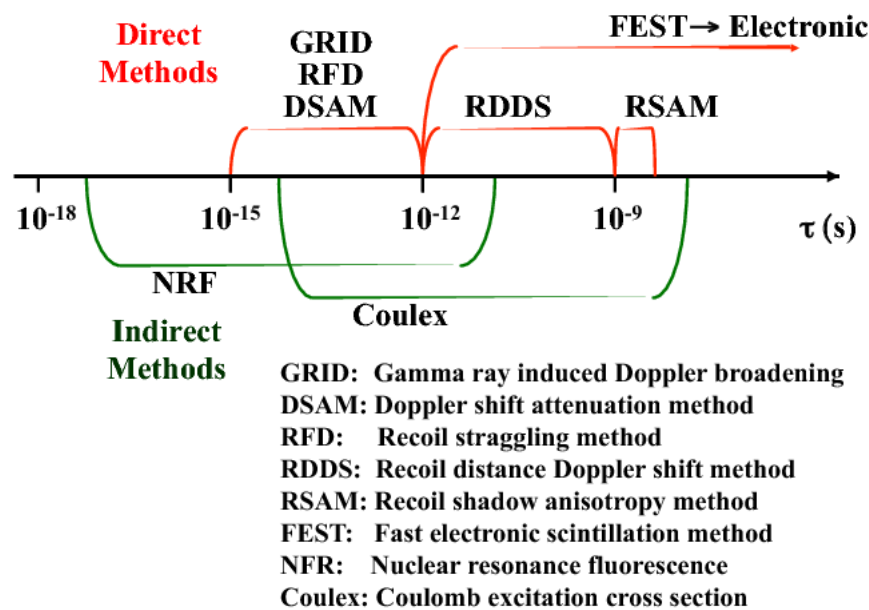 Direct
Methods
GRID
RFD
DSAM
FEST→ Electronic
RDDS
RSAM
10-18
10-15
10-12
10-9
τ (s)
NRF
Coulex
Indirect
Methods
GRID: Gamma ray induced Doppler broadening
DSAM: Doppler shift attenuation method
RFD: Recoil straggling method
RDDS: Recoil distance Doppler shift method
RSAM: Recoil shadow anisotropy method
FEST: Fast electronic scintillation method
NFR: Nuclear resonance fluorescence
Coulex: Coulomb excitation cross section